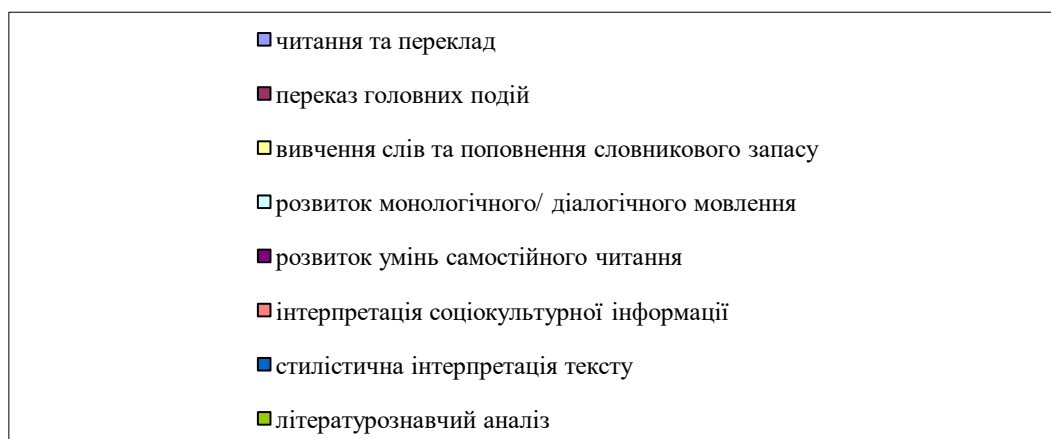 читання та переклад
переказ головних подій
вивчення слів та поповнення словникового запасу
розвиток монологічного/ діалогічного мовлення
розвиток умінь самостійного читання
інтерпретація соціокультурної інформації
стилістична інтерпретація тексту
літературознавчий аналіз